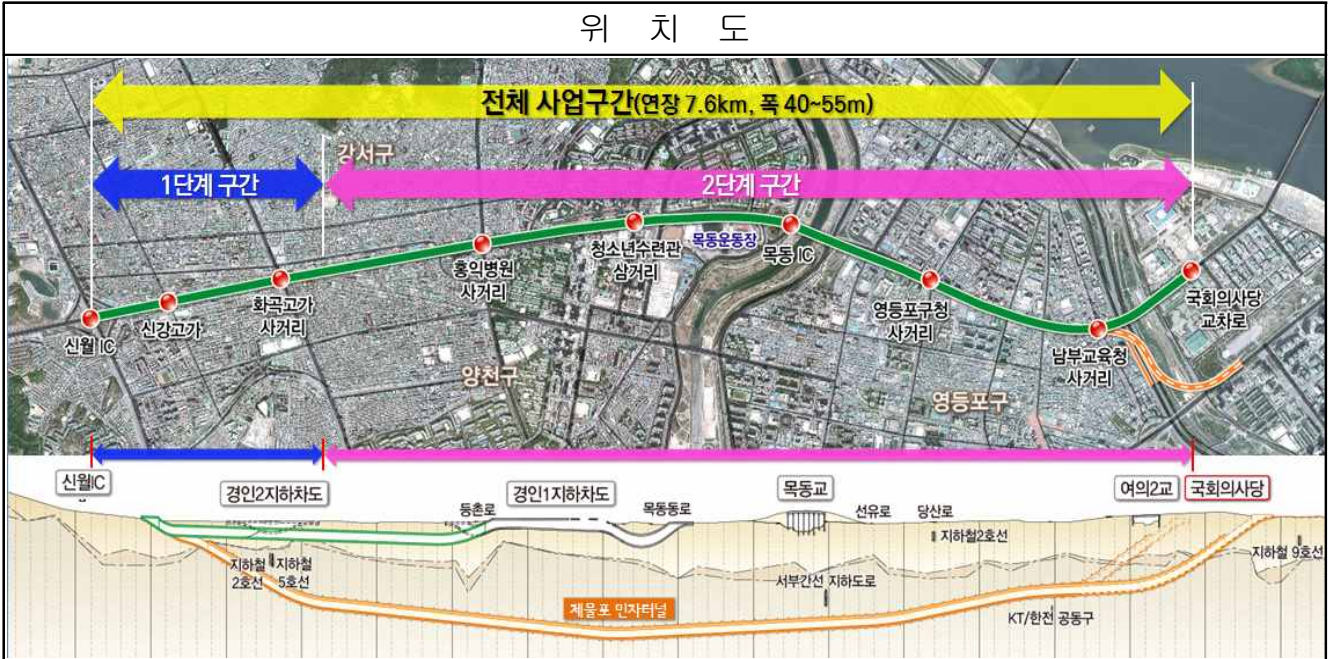 위 치 도
전체 사업구간(연장 7.6km, 폭 40~55m)
강서구
1단계 구간
2단계 구간
신월 IC
신강고가
화곡고가
사거리
홍익병원
사거리
청소년수련관
삼거리
목동운동장
목동 IC
영등포구청
사거리
남부교육청
사거리
국회의사당
교차로
양천구
영등포구
신월IC
경인2지하차도
등촌로
경인1지하차도
목동동로
목동교
선유로
당산로
여의2교
국회의사당
지하철2호선
지하철 9호선
지하철
2호선
지하철
5호선
서부간선 지하도로
제물포 민자터널
KT/한전 공동구